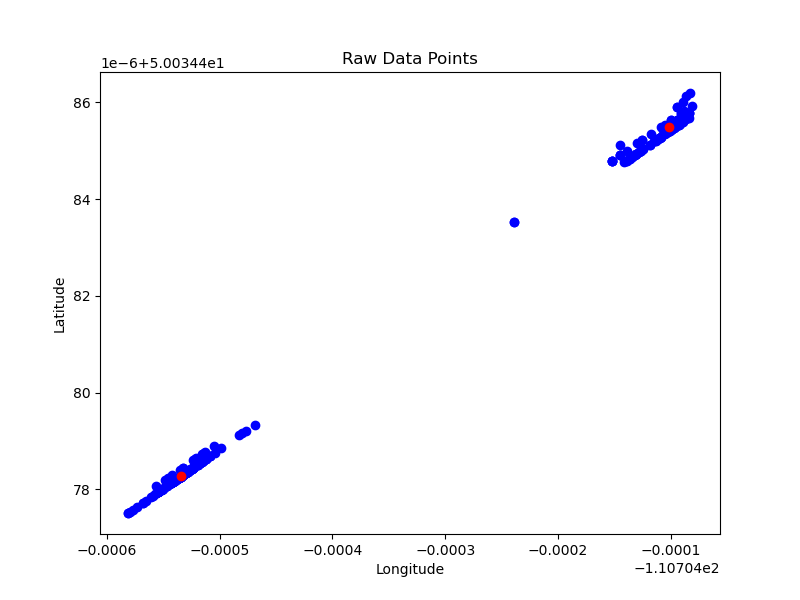 Raw Data Points
1e-6+5.00344e1
86
84
82
80
78
Latitude
−0.0006 −0.0005 −0.0004 −0.0003 −0.0002 −0.0001
Longitude
−1.10704e2